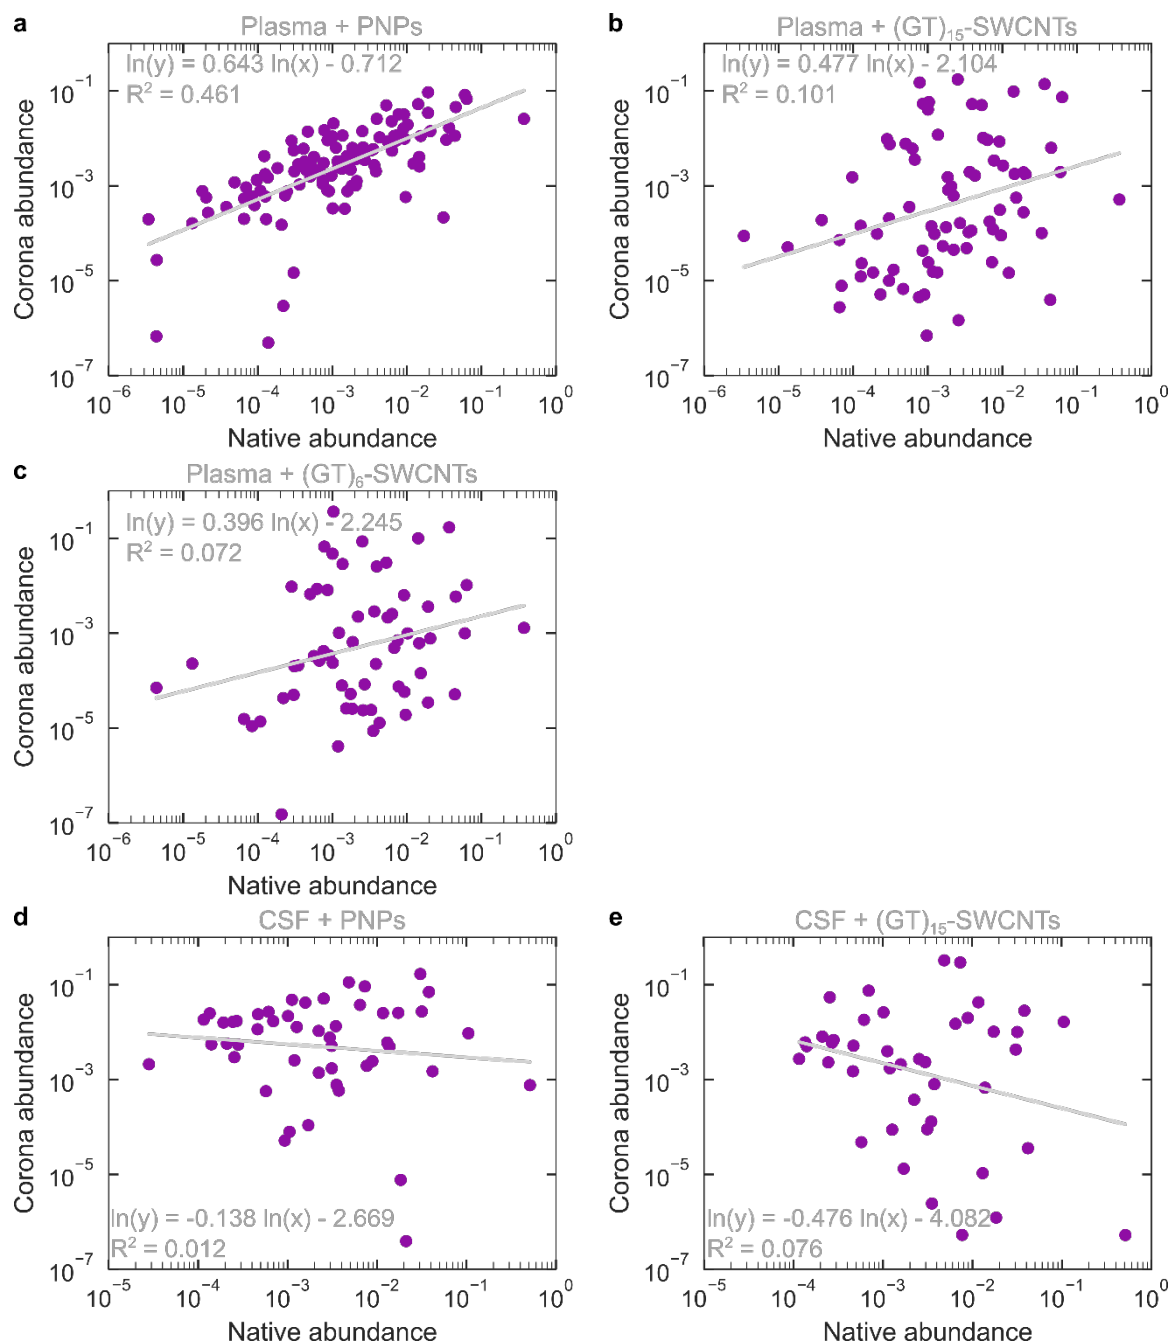 a
Plasma + PNPs
ln(y) = 0.643 ln(x) - 0.712
R² = 0.461
Corona abundance
10⁻¹
10⁻³
10⁻⁵
10⁻⁷
10⁻⁶ 10⁻⁵ 10⁻⁴ 10⁻³ 10⁻² 10⁻¹ 10⁰
Native abundance
b
Plasma + (GT)₁₅-SWCNTs
ln(y) = 0.477 ln(x) - 2.104
R² = 0.101
Corona abundance
10⁻¹
10⁻³
10⁻⁵
10⁻⁷
10⁻⁶ 10⁻⁵ 10⁻⁴ 10⁻³ 10⁻² 10⁻¹ 10⁰
Native abundance
c
Plasma + (GT)₆-SWCNTs
ln(y) = 0.396 ln(x) - 2.245
R² = 0.072
Corona abundance
10⁻¹
10⁻³
10⁻⁵
10⁻⁷
10⁻⁶ 10⁻⁵ 10⁻⁴ 10⁻³ 10⁻² 10⁻¹ 10⁰
Native abundance
d
CSF + PNPs
Corona abundance
10⁻¹
10⁻³
10⁻⁵
10⁻⁷
ln(y) = -0.138 ln(x) - 2.669
R² = 0.012
10⁻⁵ 10⁻⁴ 10⁻³ 10⁻² 10⁻¹ 10⁰
Native abundance
e
CSF + (GT)₁₅-SWCNTs
Corona abundance
10⁻¹
10⁻³
10⁻⁵
10⁻⁷
ln(y) = -0.476 ln(x) - 4.082
R² = 0.076
10⁻⁵ 10⁻⁴ 10⁻³ 10⁻² 10⁻¹ 10⁰
Native abundance